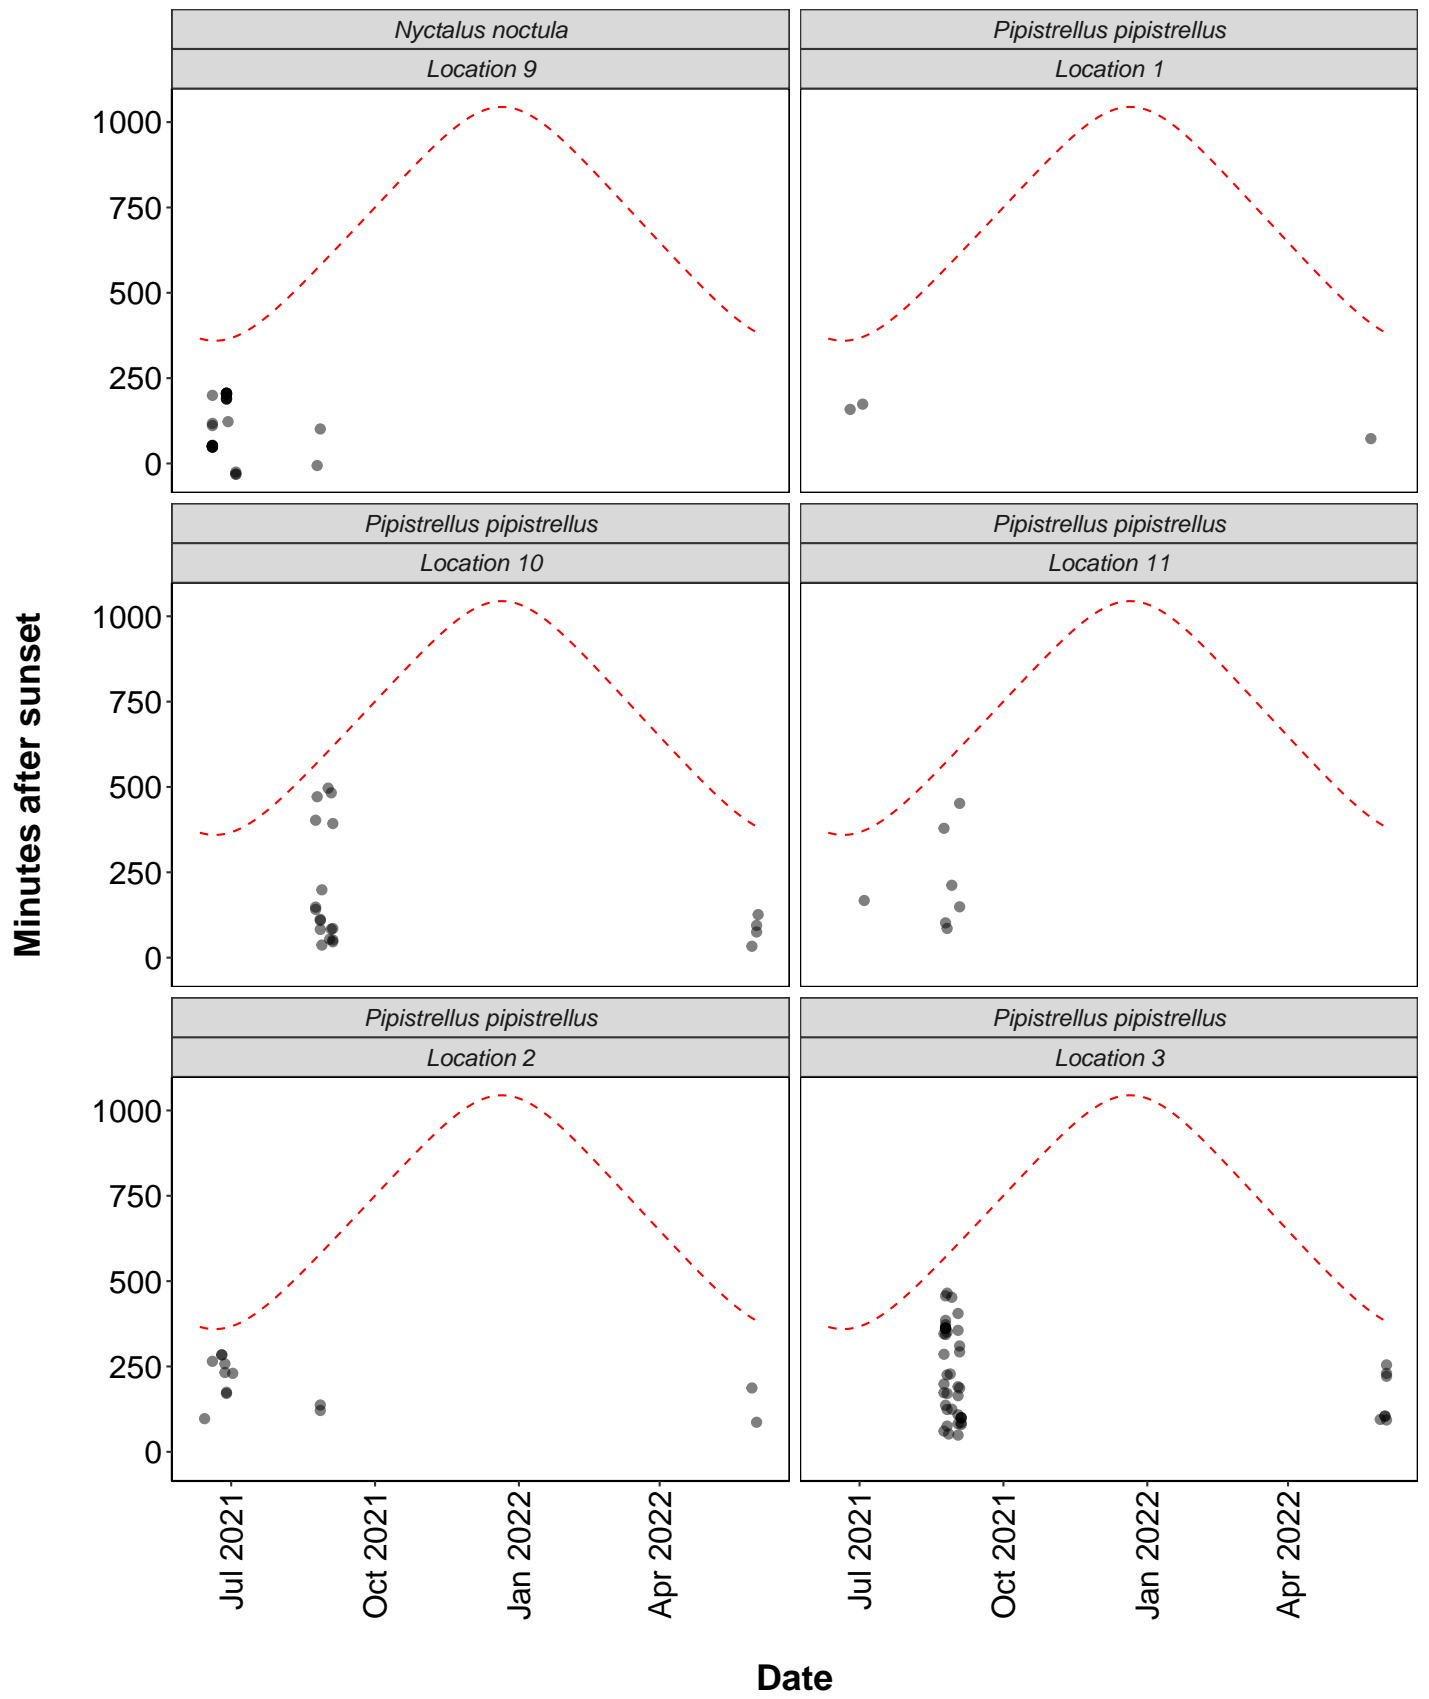 Nyctalus noctula
Pipistrellus pipistrellus
Location 9
Location 1
1000
750
500
250
0
Pipistrellus pipistrellus
Pipistrellus pipistrellus
Location 10
Location 11
1000
750
500
250
0
Minutes after sunset
Pipistrellus pipistrellus
Pipistrellus pipistrellus
Location 2
Location 3
1000
750
500
250
0
Jul 2021
Oct 2021
Jan 2022
Apr 2022
Jul 2021
Oct 2021
Jan 2022
Apr 2022
Date